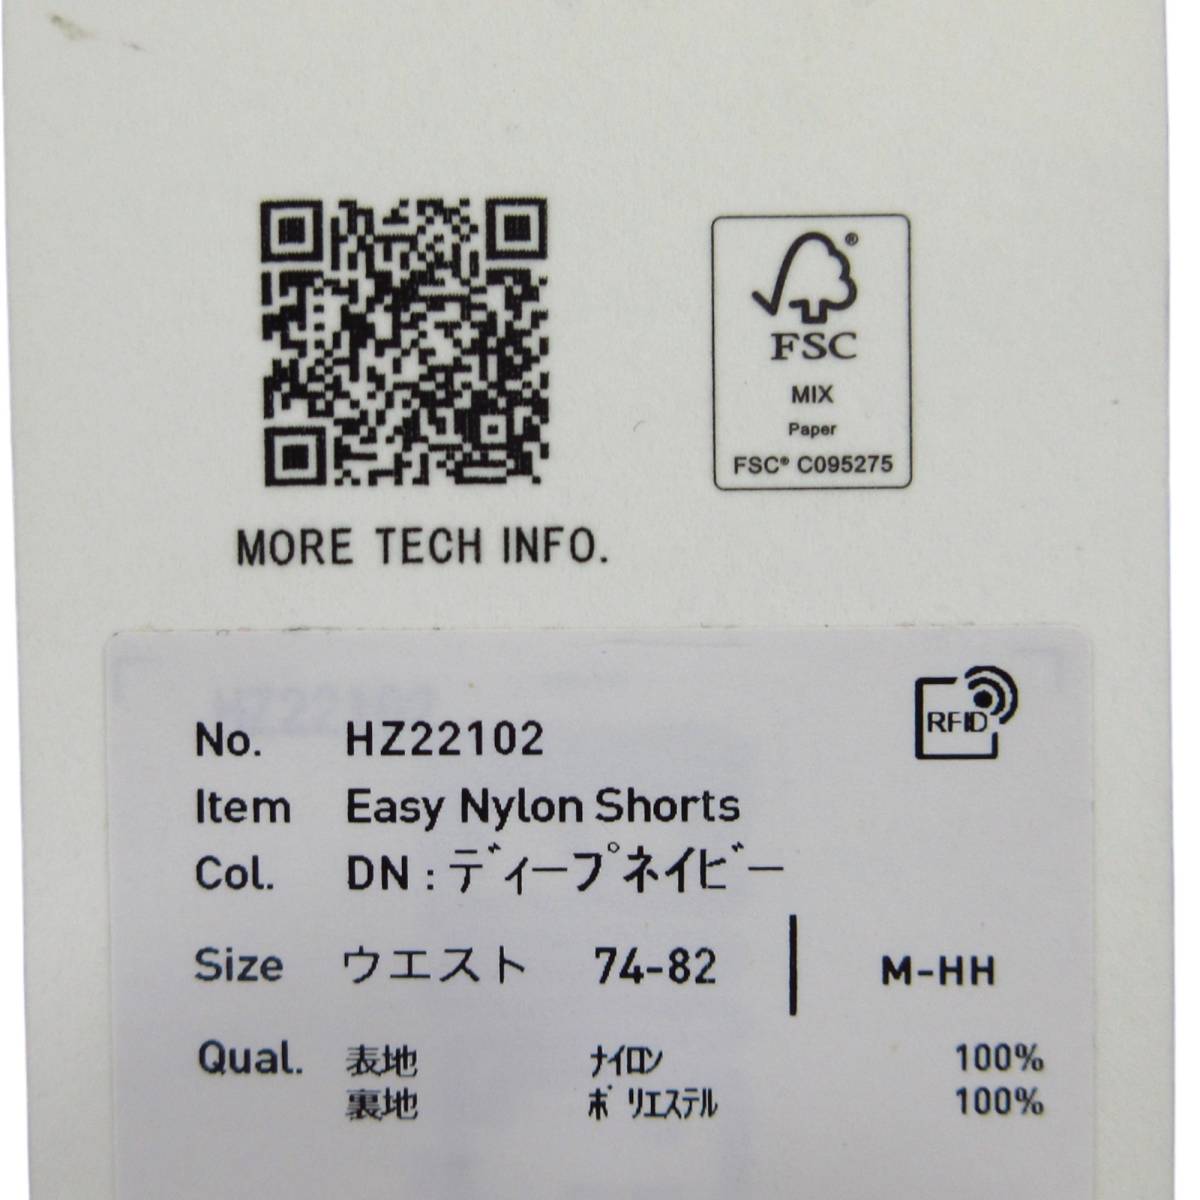 FSC®
MIX
Paper
FSC® C095275
MORE TECH INFO.
RFID
No. HZ22102
Item Easy Nylon Shorts
Col. DN : ディープネイビー
Size ウエスト 74-82 M-HH
Qual. 表地 ナイロン 100%
裏地 ポリエステル 100%